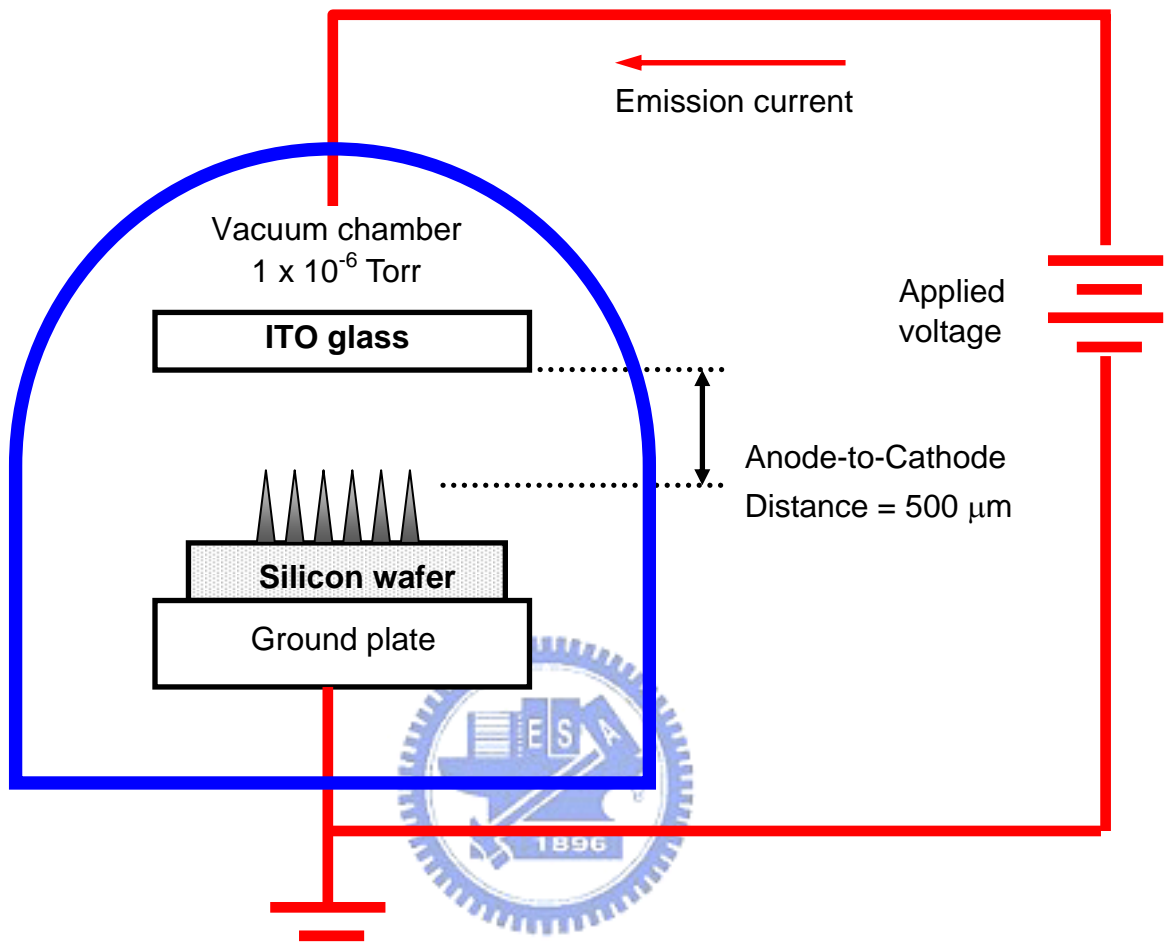 Emission current
Vacuum chamber
1 x 10⁻⁶ Torr
Applied
voltage
ITO glass
Anode-to-Cathode
Distance = 500 μm
Silicon wafer
Ground plate
E S A
1896